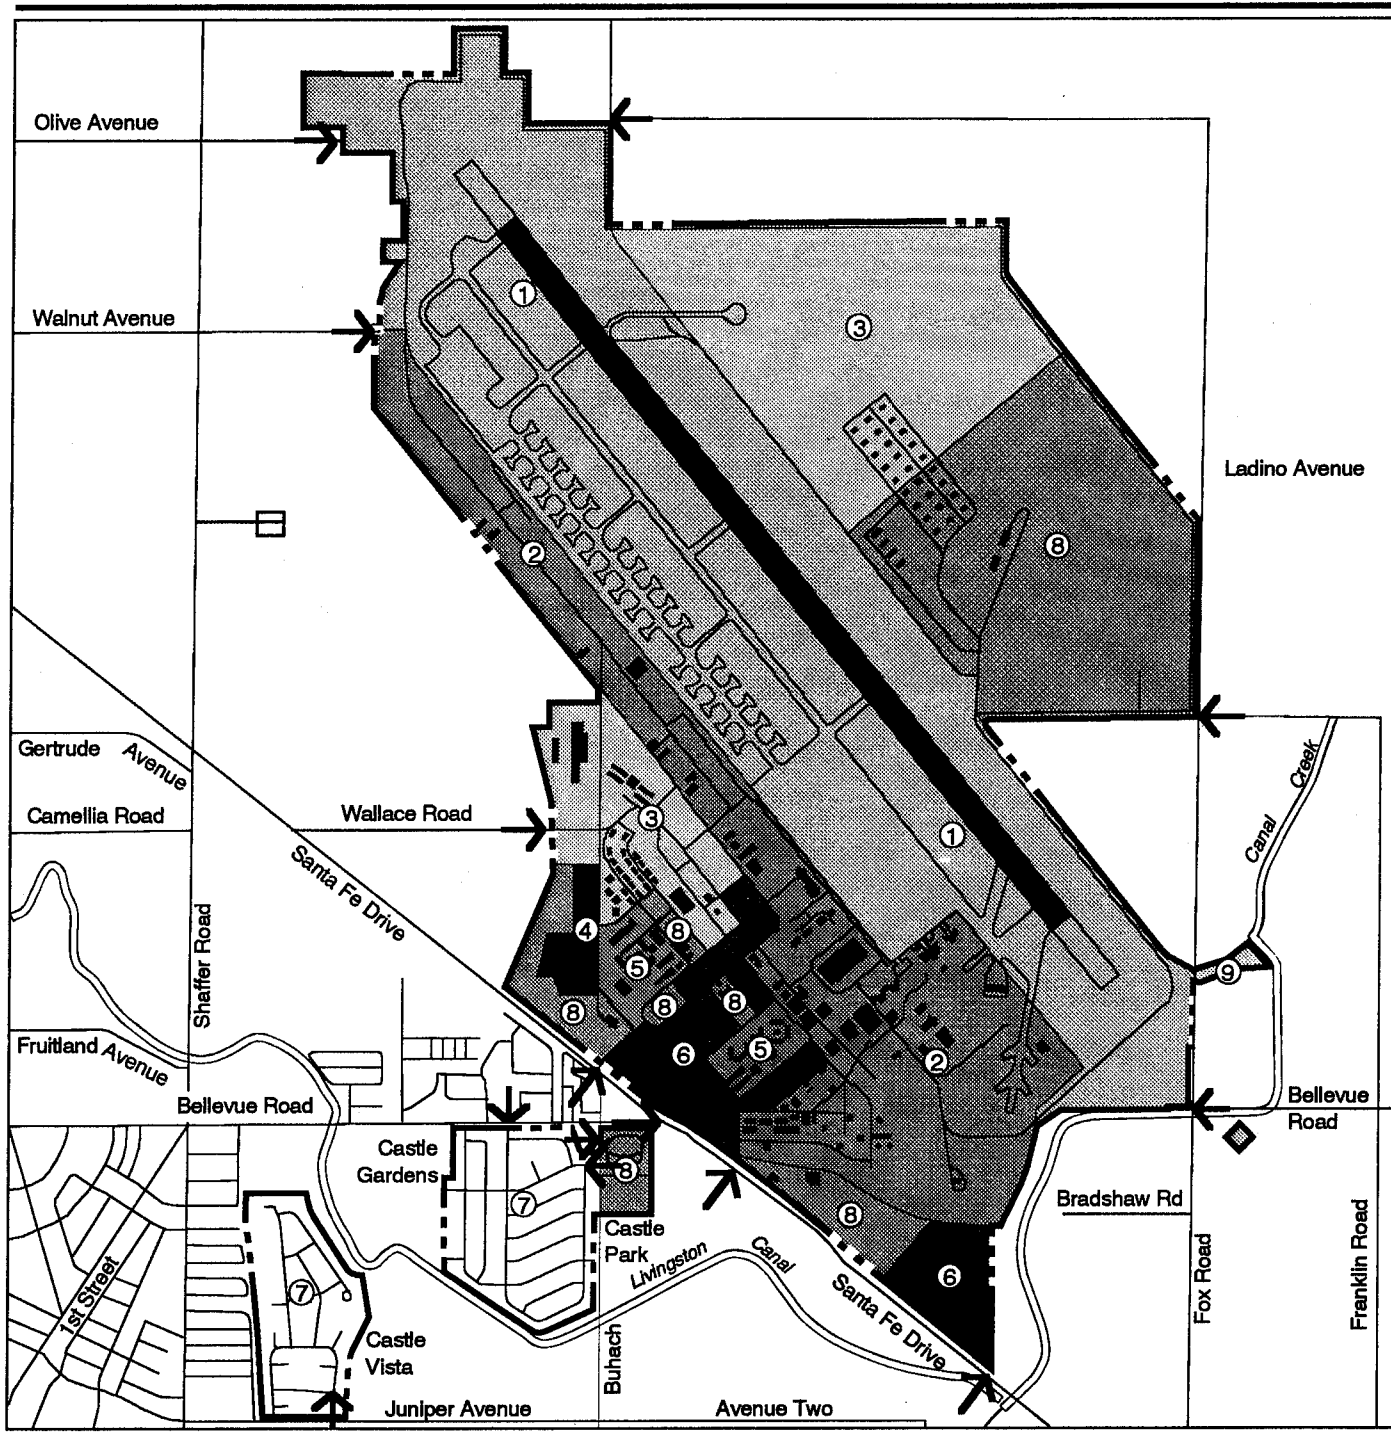 Olive Avenue
Walnut Avenue
1
3
Ladino Avenue
2
8
Gertrude Avenue
Camellia Road
Wallace Road
3
1
Santa Fe Drive
Canal Creek
Shaffer Road
4
8
5
9
8
8
8
6
5
2
Fruitland Avenue
Bellevue Road
Bellevue
Road
Castle
Gardens
8
7
Castle
Park
8
Bradshaw Rd
Livingston Canal
6
7
1st Street
Santa Fe Drive
Fox Road
Franklin Road
Castle
Vista
Buhach
Juniper Avenue
Avenue Two